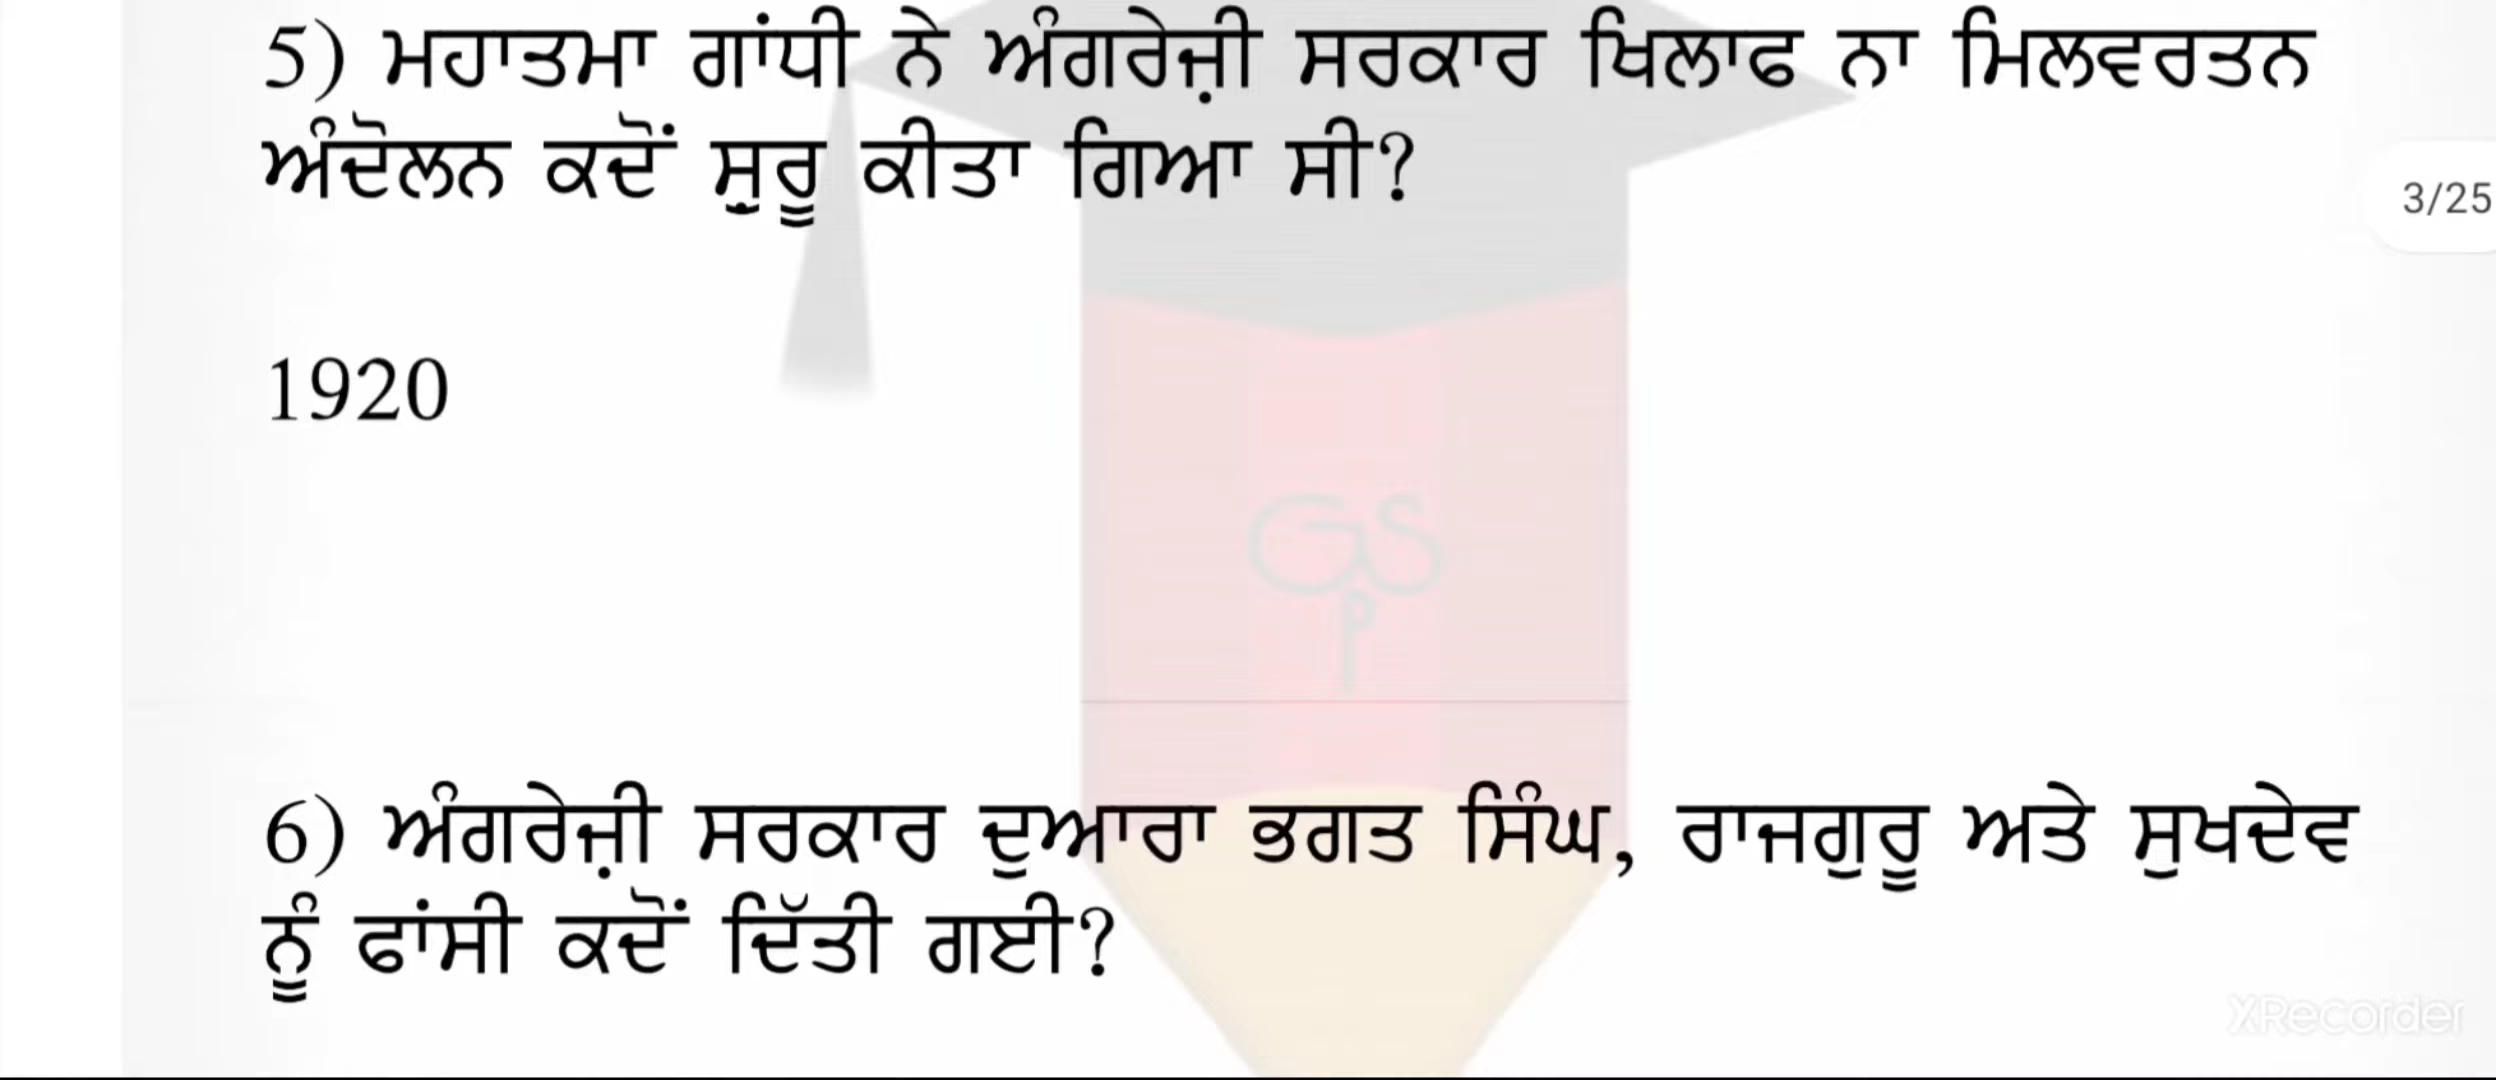 5) ਮਹਾਤਮਾ ਗਾਂਧੀ ਨੇ ਅੰਗਰੇਜ਼ੀ ਸਰਕਾਰ ਖਿਲਾਫ ਨਾ ਮਿਲਵਰਤਨ
ਅੰਦੋਲਨ ਕਦੋਂ ਸ਼ੁਰੂ ਕੀਤਾ ਗਿਆ ਸੀ?
3/25
1920
GS
P
6) ਅੰਗਰੇਜ਼ੀ ਸਰਕਾਰ ਦੁਆਰਾ ਭਗਤ ਸਿੰਘ, ਰਾਜਗੁਰੂ ਅਤੇ ਸੁਖਦੇਵ
ਨੂੰ ਫਾਂਸੀ ਕਦੋਂ ਦਿੱਤੀ ਗਈ?
XRecorder